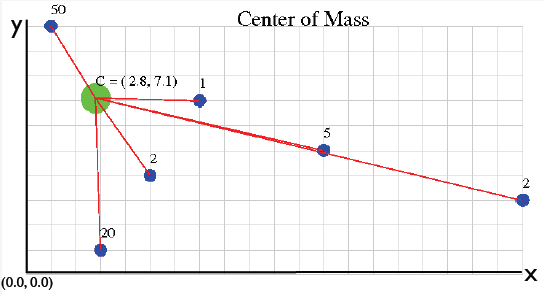 50
Center of Mass
y
C = ( 2.8, 7.1)
1
5
2
2
20
x
(0.0, 0.0)